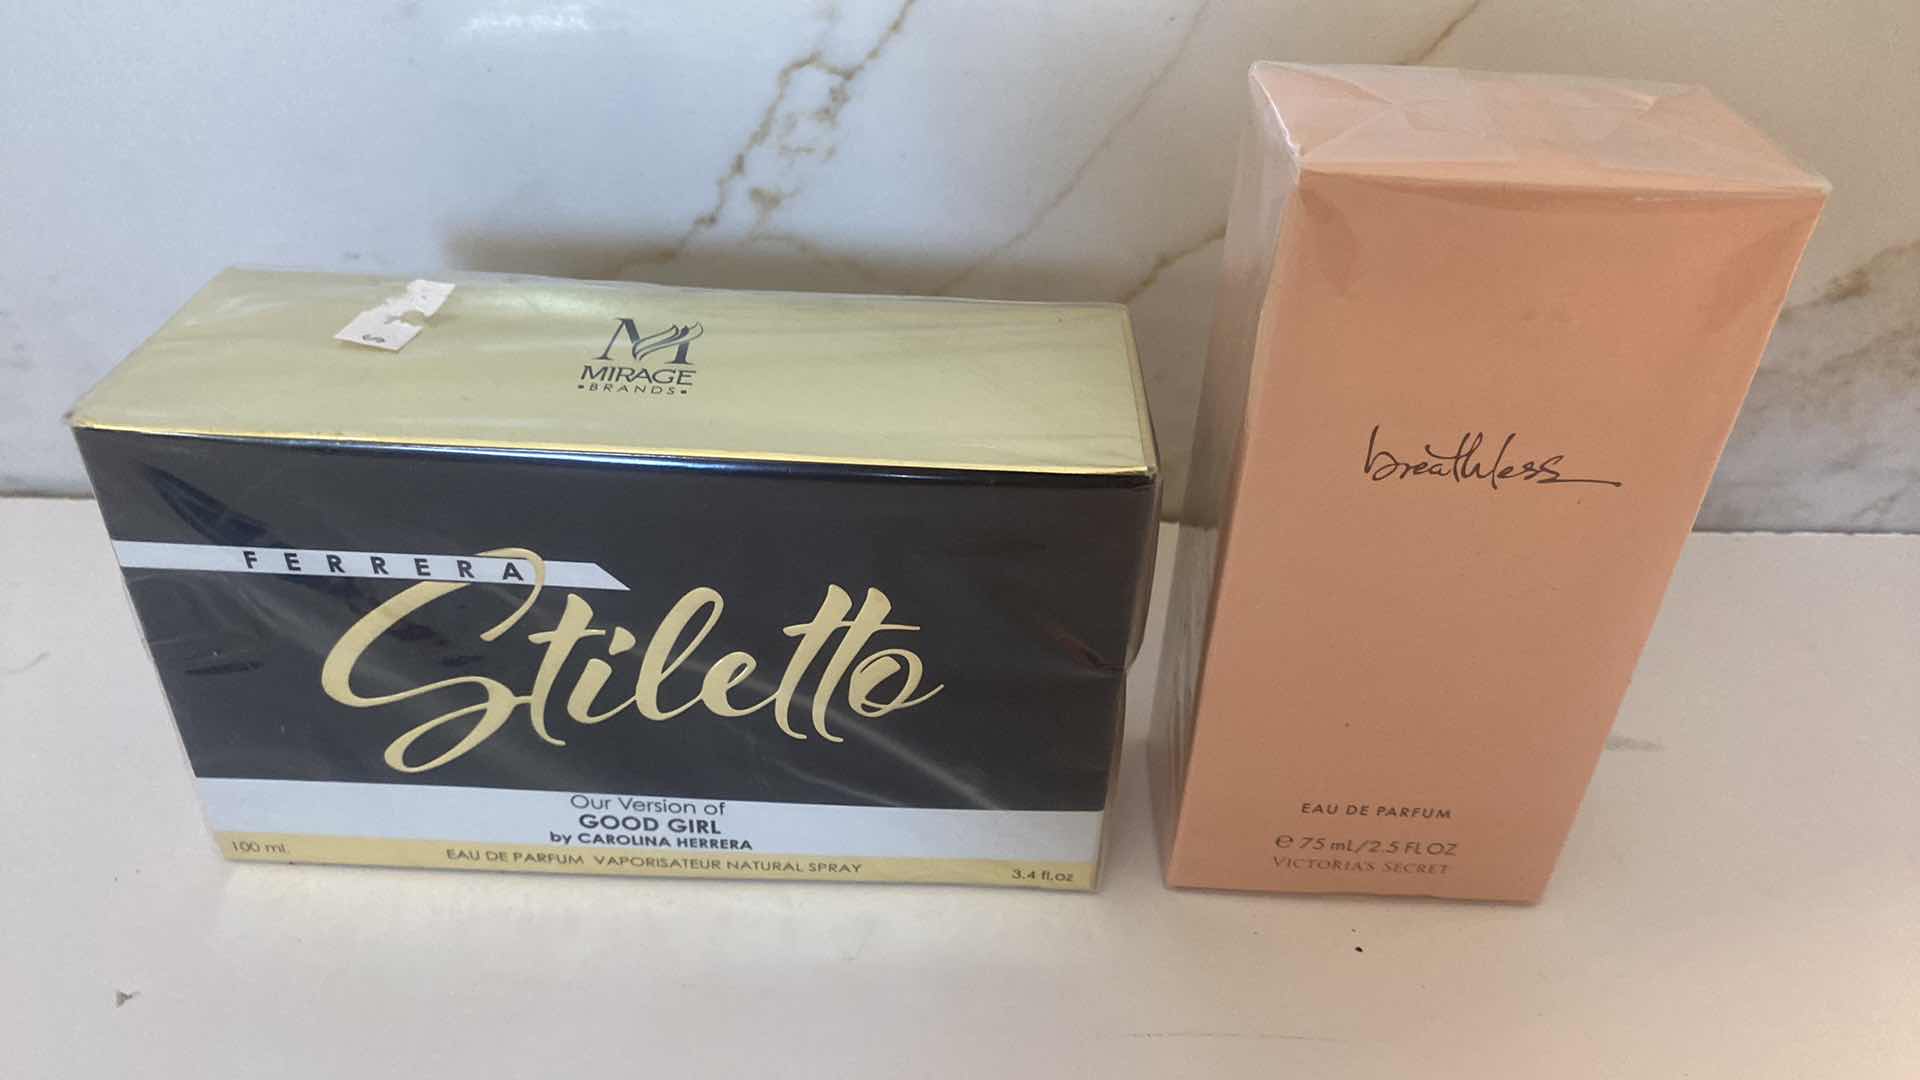 M
MIRAGE
•BRANDS•
FERRERA
Stiletto
Our Version of
GOOD GIRL
by CAROLINA HERRERA
100 ml.
EAU DE PARFUM VAPORISATEUR NATURAL SPRAY
3.4 fl.oz
breathless
EAU DE PARFUM
℮ 75 mL/2.5 FL OZ
VICTORIA'S SECRET